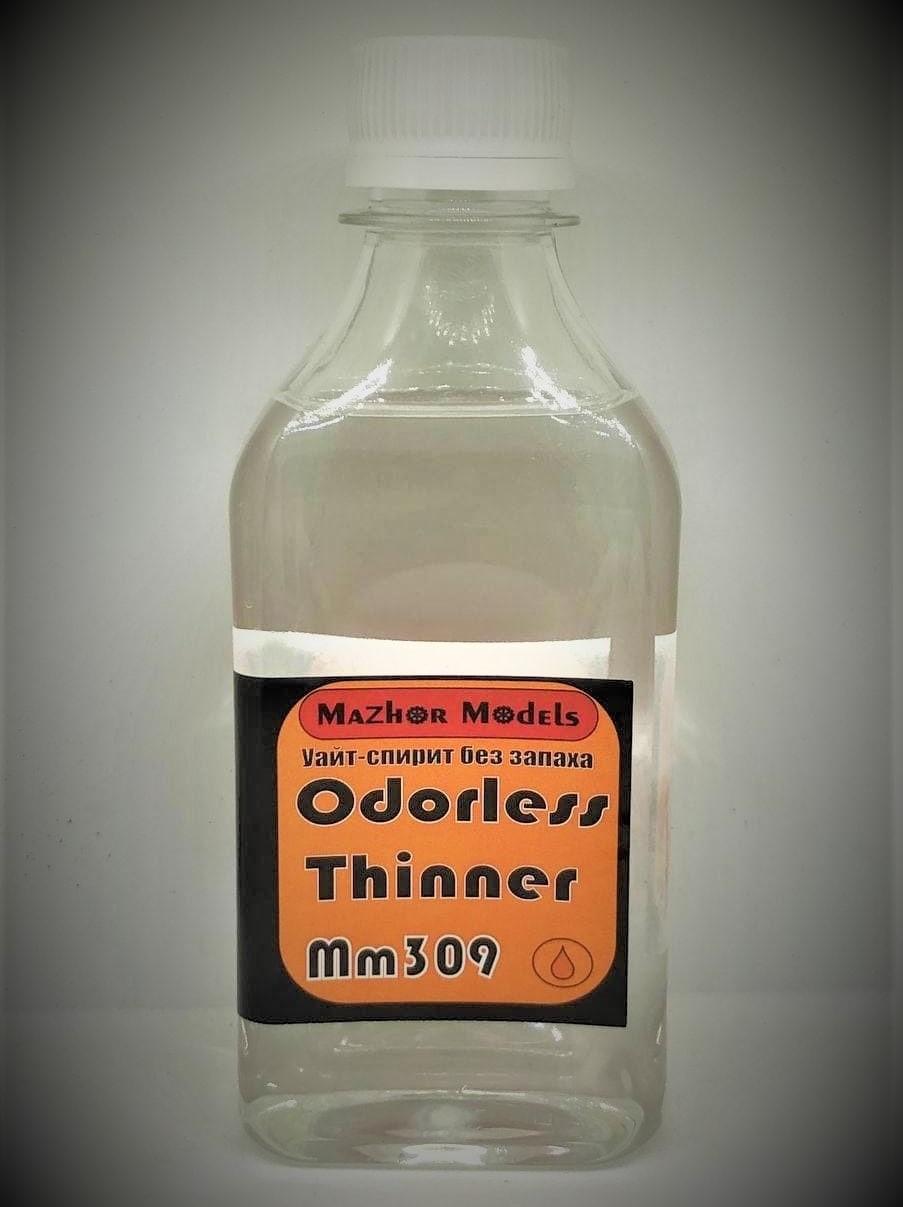 MaZhor Models
Уайт-спирит без запаха
Odorless
Thinner
Mm309